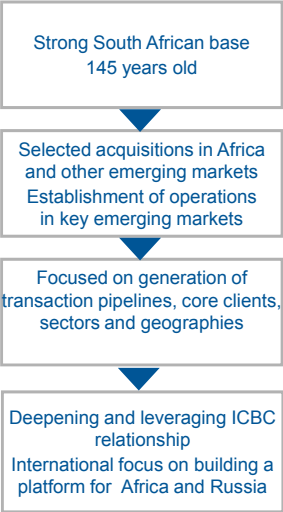 Strong South African base
145 years old
Selected acquisitions in Africa
and other emerging markets
Establishment of operations
in key emerging markets
Focused on generation of
transaction pipelines, core clients,
sectors and geographies
Deepening and leveraging ICBC
relationship
International focus on building a
platform for Africa and Russia